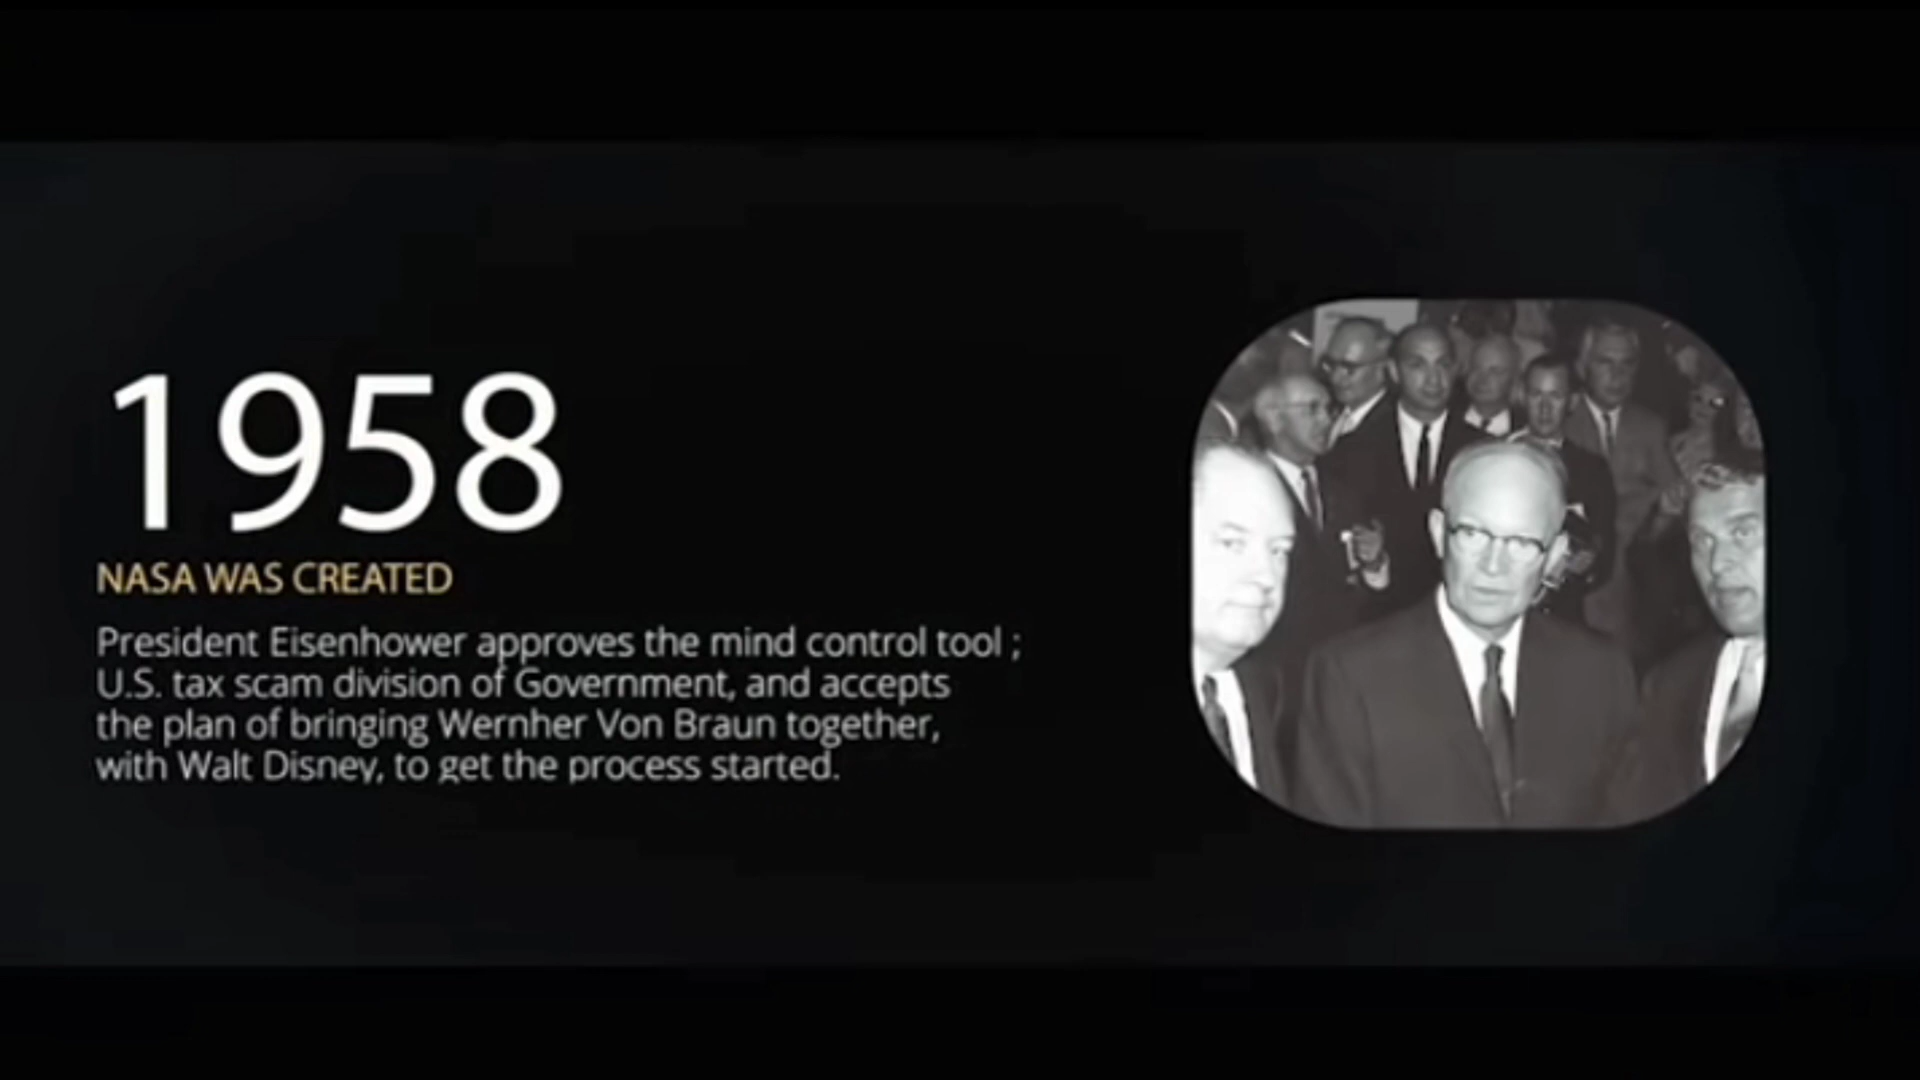 1958
NASA WAS CREATED
President Eisenhower approves the mind control tool ;
U.S. tax scam division of Government, and accepts
the plan of bringing Wernher Von Braun together,
with Walt Disney, to get the process started.